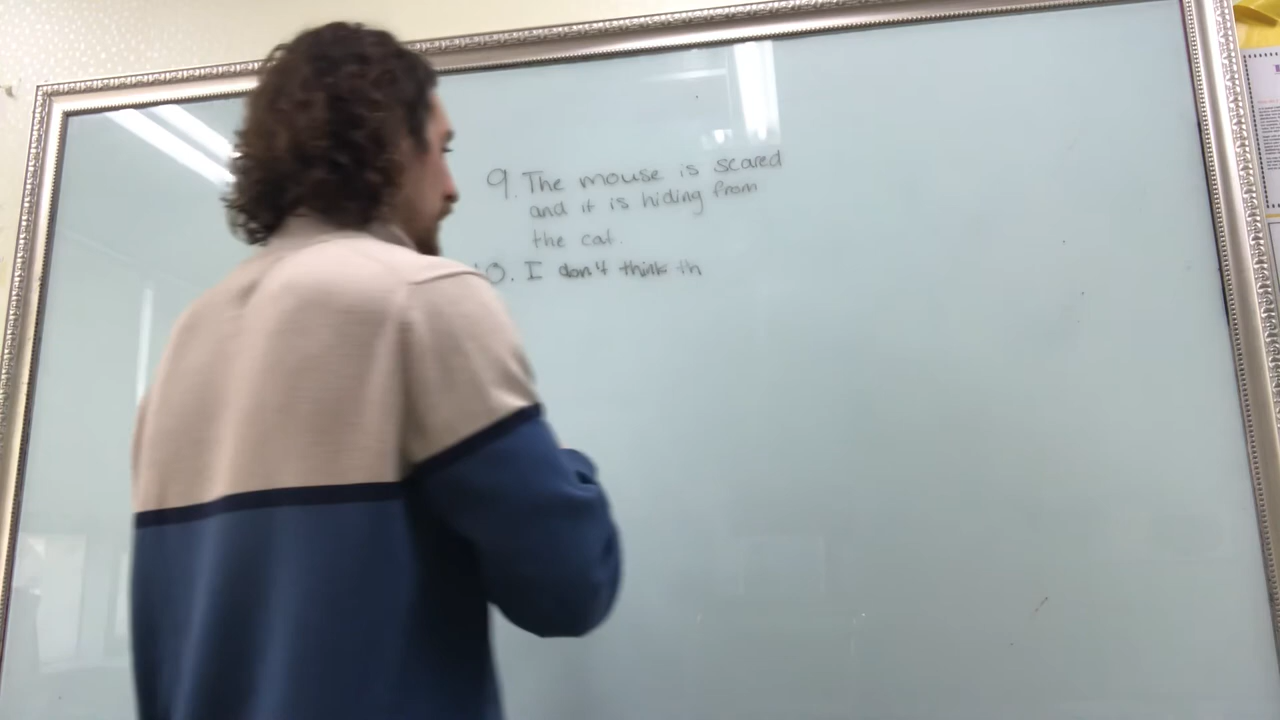 9. The mouse is scared
and it is hiding from
the cat.
10. I don't think th